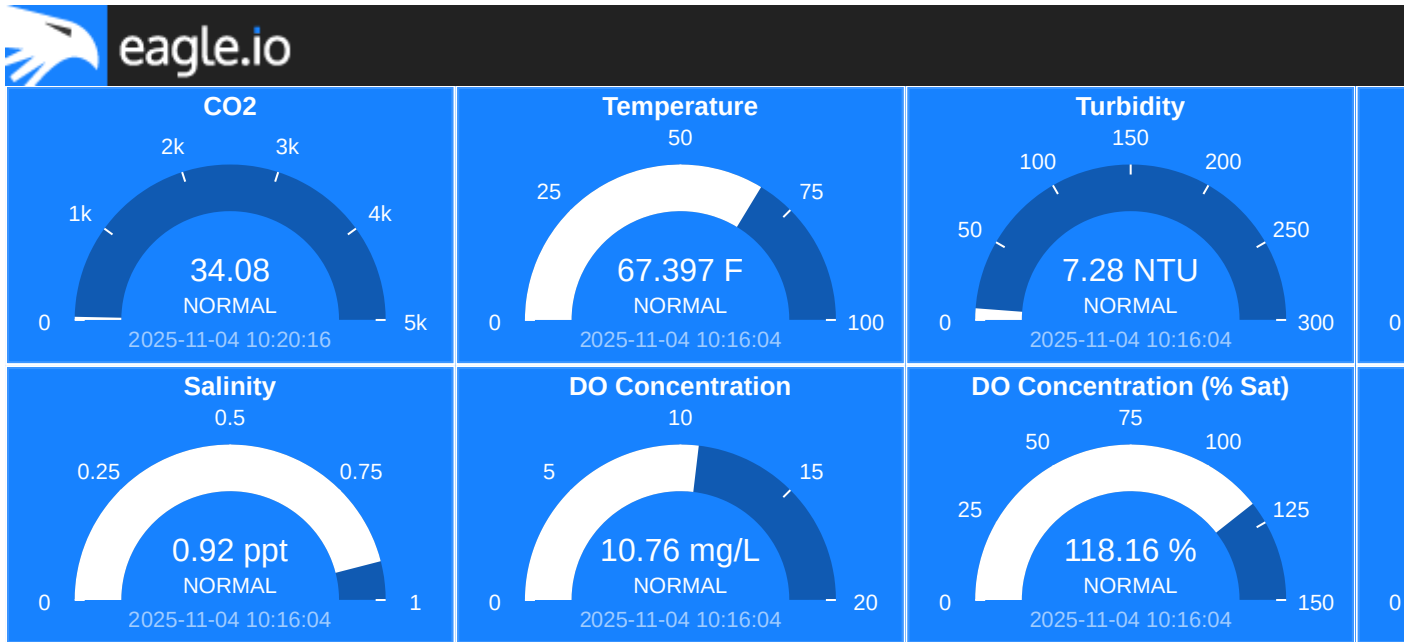 eagle.io
CO2
0
1k
2k
3k
4k
5k
34.08
NORMAL
2025-11-04 10:20:16
Temperature
0
25
50
75
100
67.397 F
NORMAL
2025-11-04 10:16:04
Turbidity
0
50
100
150
200
250
300
7.28 NTU
NORMAL
2025-11-04 10:16:04
0
Salinity
0
0.25
0.5
0.75
1
0.92 ppt
NORMAL
2025-11-04 10:16:04
DO Concentration
0
5
10
15
20
10.76 mg/L
NORMAL
2025-11-04 10:16:04
DO Concentration (% Sat)
0
25
50
75
100
125
150
118.16 %
NORMAL
2025-11-04 10:16:04
0